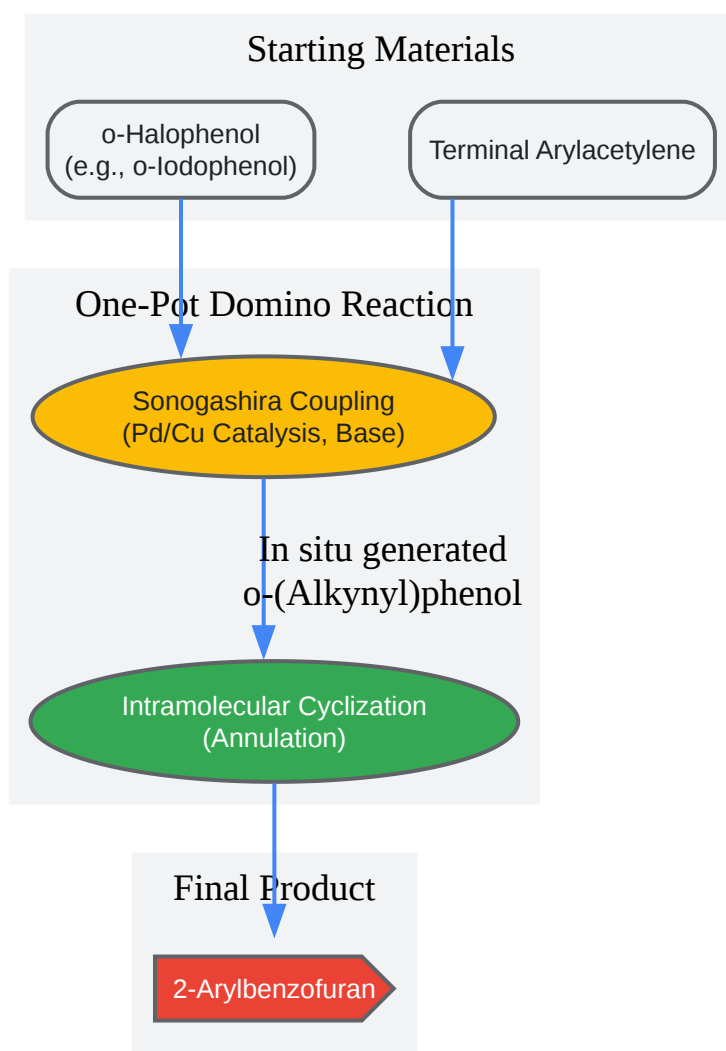 Starting Materials
o-Halophenol
(e.g., o-Iodophenol)
Terminal Arylacetylene
One-Pot Domino Reaction
Sonogashira Coupling
(Pd/Cu Catalysis, Base)
In situ generated
o-(Alkynyl)phenol
Intramolecular Cyclization
(Annulation)
Final Product
2-Arylbenzofuran